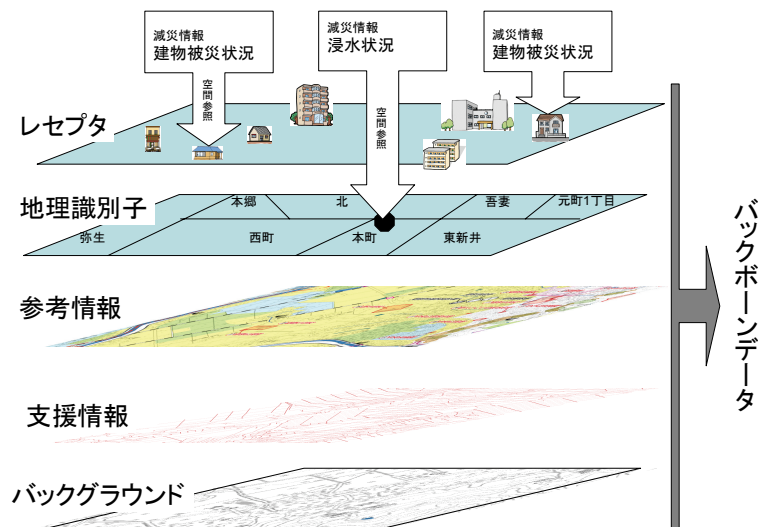 減災情報
建物被災状況
減災情報
浸水状況
減災情報
建物被災状況
空間参照
空間参照
レセプタ
地理識別子
本郷
北
吾妻
元町1丁目
弥生
西町
本町
東新井
参考情報
支援情報
バックグラウンド
バックボーンデータ